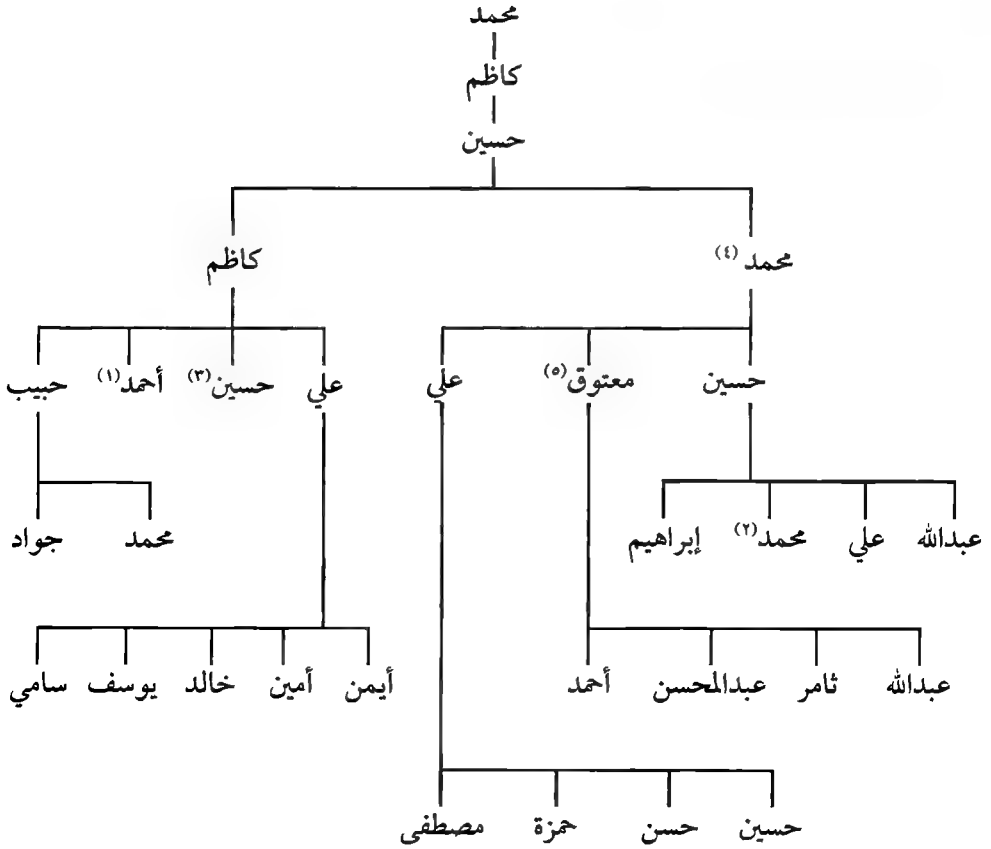 محمد
كاظم
حسين
محمد (٤) كاظم
حسين معتوق(٥) علي علي حسين(٣) أحمد(١) حبيب
عبدالله علي محمد(٢) إبراهيم محمد جواد
عبدالله ثامر عبدالمحسن أحمد أيمن أمين خالد يوسف سامي
حسين حسن حمزة مصطفى